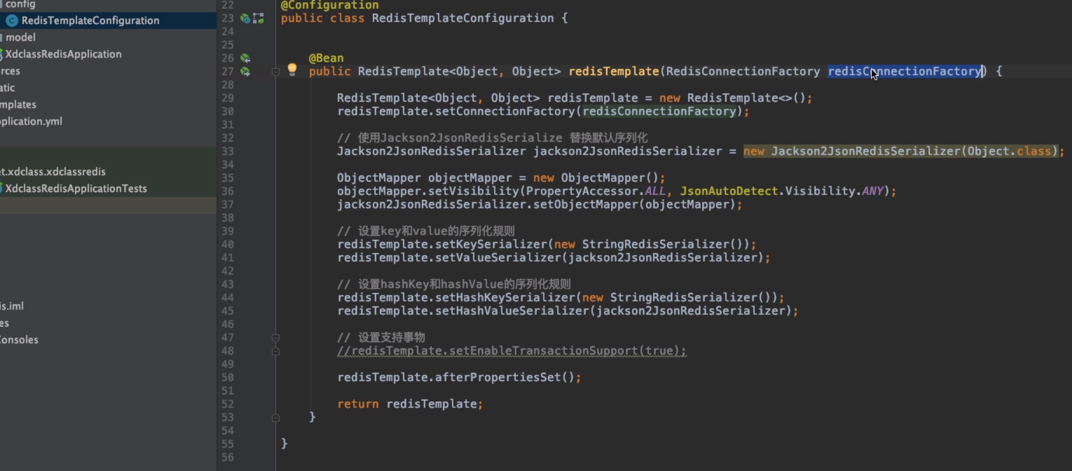 config
RedisTemplateConfiguration
model
XdclassRedisApplication
rces
atic
mplates
plication.yml
t.xdclass.xdclassredis
XdclassRedisApplicationTests
is.iml
es
Consoles
22 @Configuration
23 public class RedisTemplateConfiguration {
24
25
26 @Bean
27 public RedisTemplate<Object, Object> redisTemplate(RedisConnectionFactory redisConnectionFactory) {
28
29 RedisTemplate<Object, Object> redisTemplate = new RedisTemplate<>();
30 redisTemplate.setConnectionFactory(redisConnectionFactory);
31
32 // 使用Jackson2JsonRedisSerialize 替换默认序列化
33 Jackson2JsonRedisSerializer jackson2JsonRedisSerializer = new Jackson2JsonRedisSerializer(Object.class);
35 ObjectMapper objectMapper = new ObjectMapper();
36 objectMapper.setVisibility(PropertyAccessor.ALL, JsonAutoDetect.Visibility.ANY);
37 jackson2JsonRedisSerializer.setObjectMapper(objectMapper);
38
39 // 设置key和value的序列化规则
40 redisTemplate.setKeySerializer(new StringRedisSerializer());
41 redisTemplate.setValueSerializer(jackson2JsonRedisSerializer);
42
43 // 设置hashKey和hashValue的序列化规则
44 redisTemplate.setHashKeySerializer(new StringRedisSerializer());
45 redisTemplate.setHashValueSerializer(jackson2JsonRedisSerializer);
46
47 // 设置支持事物
48 //redisTemplate.setEnableTransactionSupport(true);
49
50 redisTemplate.afterPropertiesSet();
51
52 return redisTemplate;
53 }
54
55 }
56